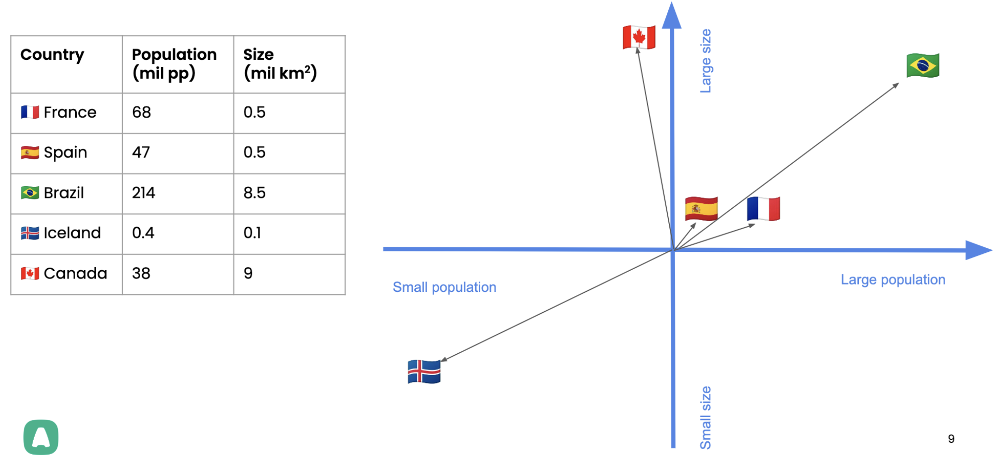 Country Population (mil pp) Size (mil km²)
🇫🇷 France 68 0.5
🇪🇸 Spain 47 0.5
🇧🇷 Brazil 214 8.5
🇮🇸 Iceland 0.4 0.1
🇨🇦 Canada 38 9
Large size
Small population
Large population
Small size
9